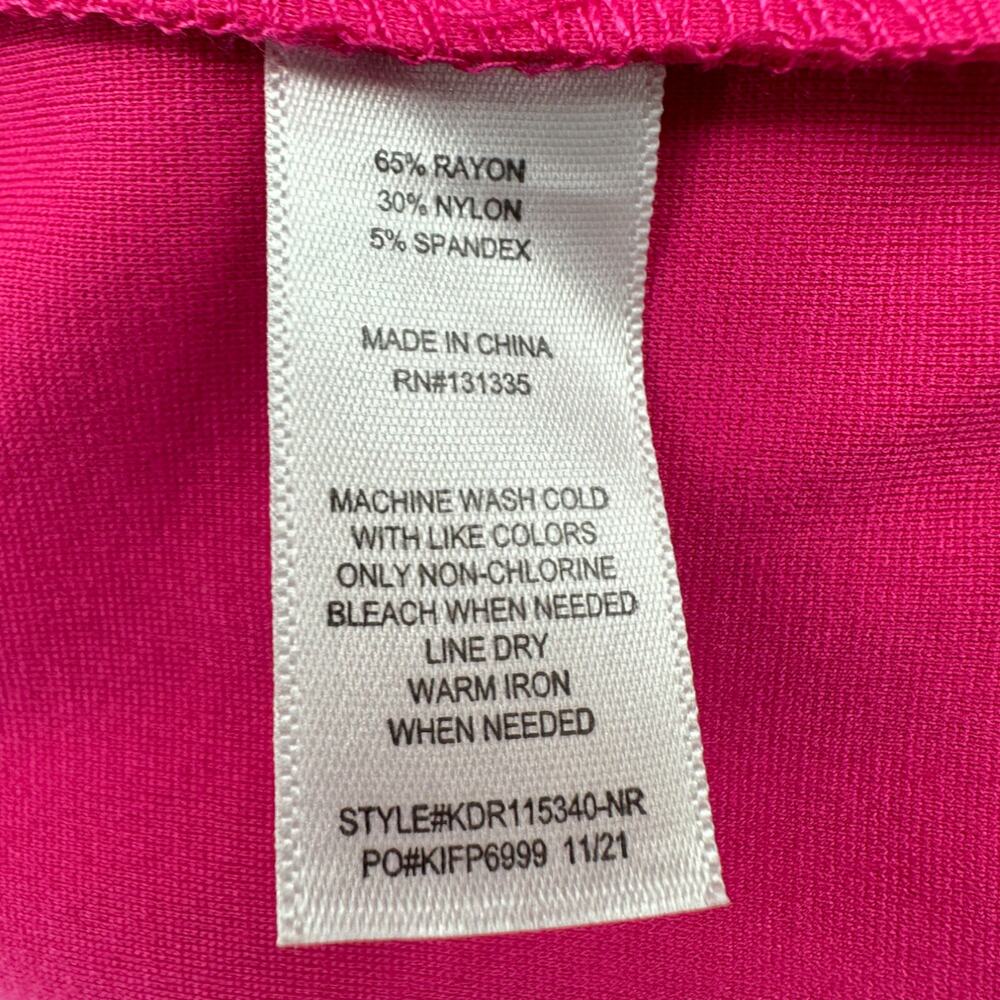 65% RAYON
30% NYLON
5% SPANDEX
MADE IN CHINA
RN#131335
MACHINE WASH COLD
WITH LIKE COLORS
ONLY NON-CHLORINE
BLEACH WHEN NEEDED
LINE DRY
WARM IRON
WHEN NEEDED
STYLE#KDR115340-NR
PO#KIFP6999 11/21